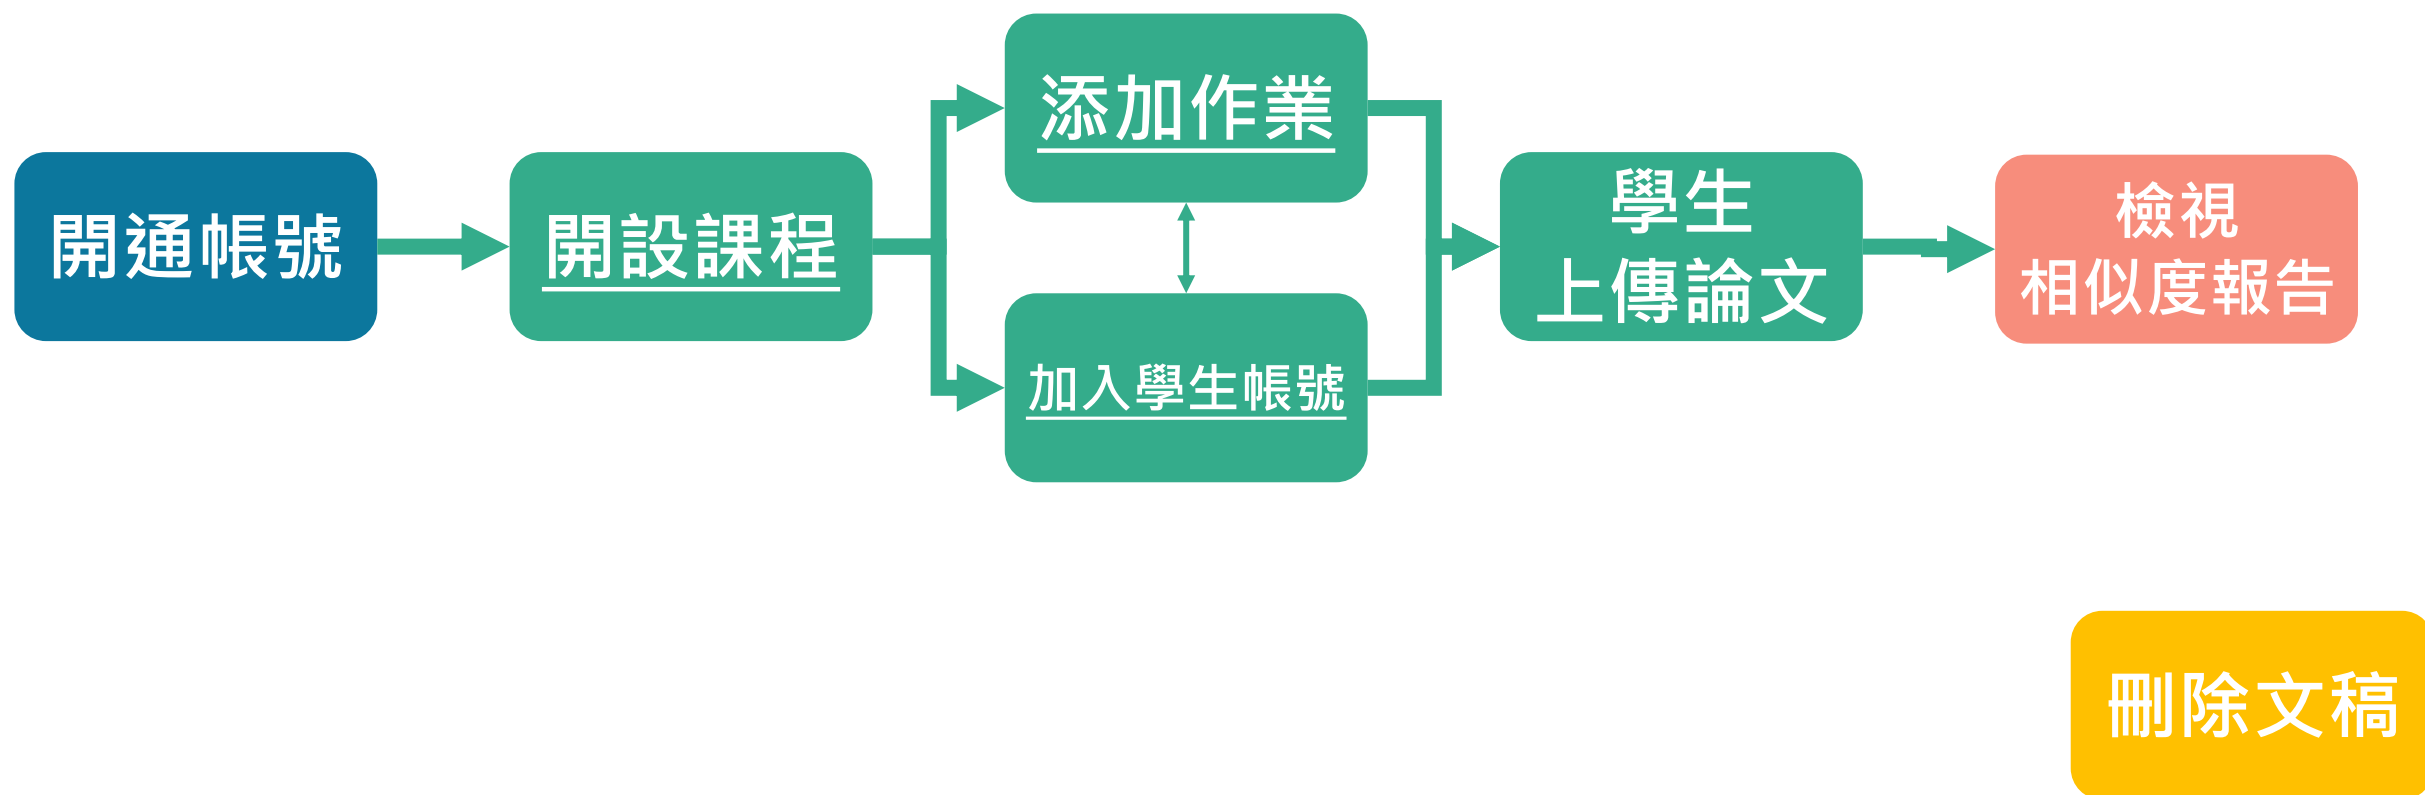 開通帳號
開設課程
添加作業
加入學生帳號
學生
上傳論文
檢視
相似度報告
刪除文稿